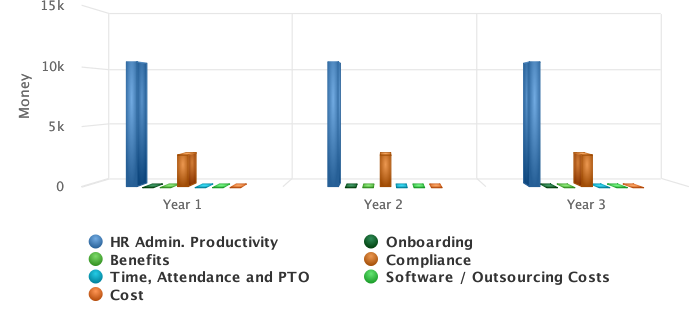 15k
10k
5k
0
Money
Year 1 Year 2 Year 3
HR Admin. Productivity Onboarding
Benefits Compliance
Time, Attendance and PTO Software / Outsourcing Costs
Cost